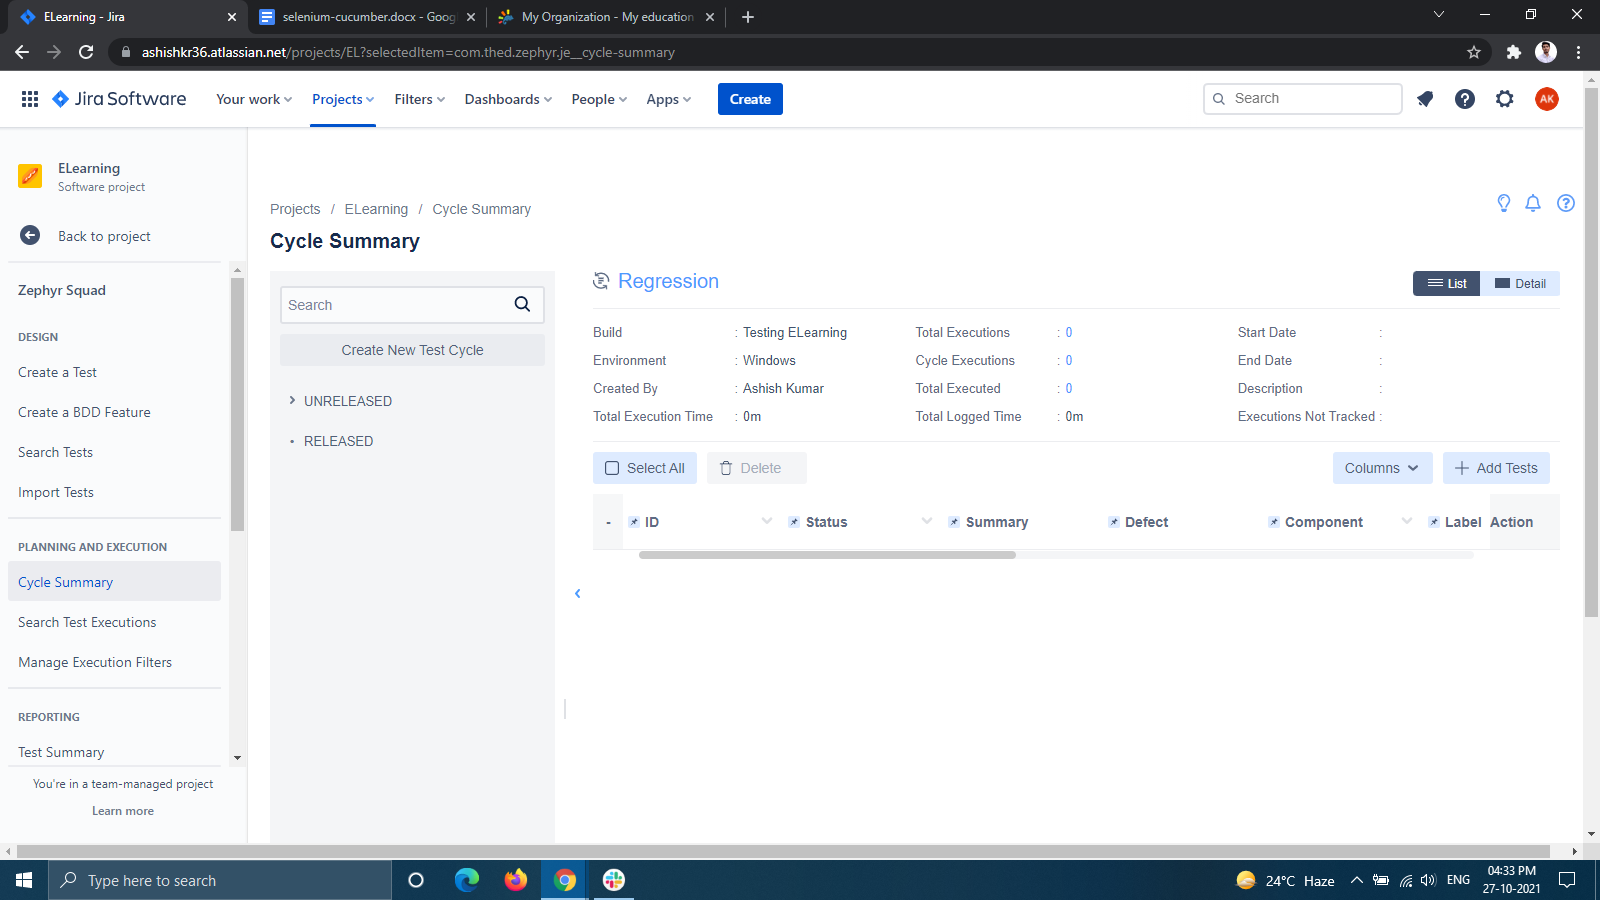 ELearning - Jira
selenium-cucumber.docx - Goog
My Organization - My education
ashishkr36.atlassian.net/projects/EL?selectedItem=com.thed.zephyr.je__cycle-summary
Jira Software
Your work
Projects
Filters
Dashboards
People
Apps
Create
Search
AK
ELearning
Software project
Back to project
Zephyr Squad
DESIGN
Create a Test
Create a BDD Feature
Search Tests
Import Tests
PLANNING AND EXECUTION
Cycle Summary
Search Test Executions
Manage Execution Filters
REPORTING
Test Summary
You're in a team-managed project
Learn more
Projects / ELearning / Cycle Summary
Cycle Summary
Search
Create New Test Cycle
UNRELEASED
RELEASED
Regression
List
Detail
Build : Testing ELearning
Total Executions : 0
Start Date :
Environment : Windows
Cycle Executions : 0
End Date :
Created By : Ashish Kumar
Total Executed : 0
Description :
Total Execution Time : 0m
Total Logged Time : 0m
Executions Not Tracked :
Select All
Delete
Columns
Add Tests
- ID Status Summary Defect Component Label Action
Type here to search
24°C Haze
ENG
04:33 PM
27-10-2021